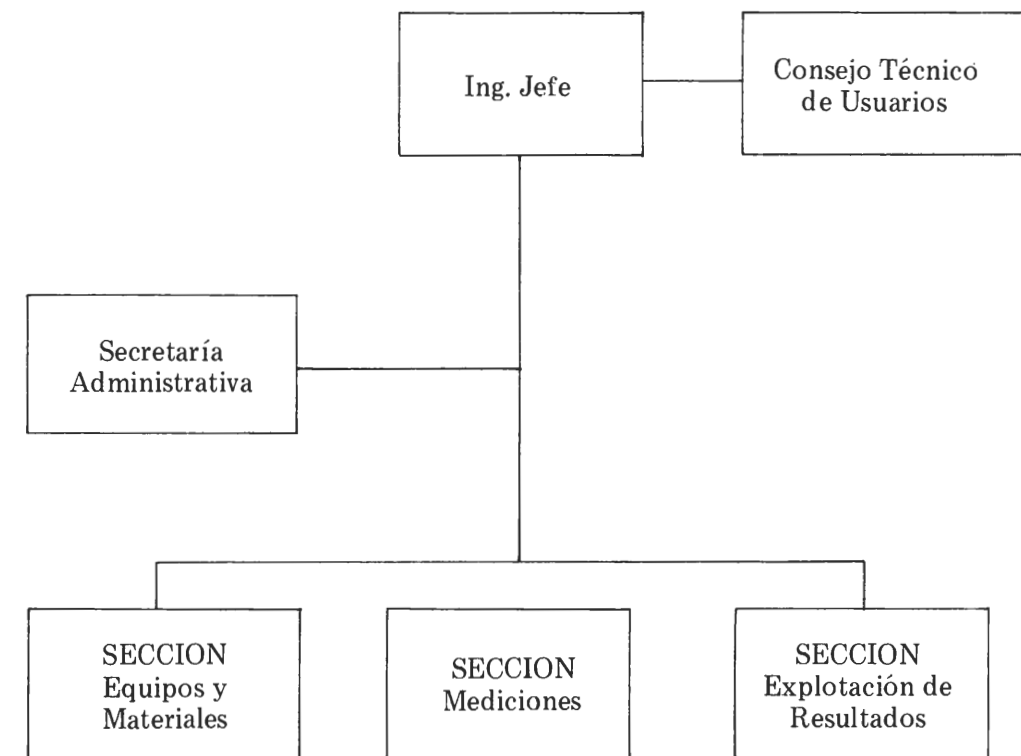 Ing. Jefe
Consejo Técnico
de Usuarios
Secretaría
Administrativa
SECCION
Equipos y
Materiales
SECCION
Mediciones
SECCION
Explotación de
Resultados